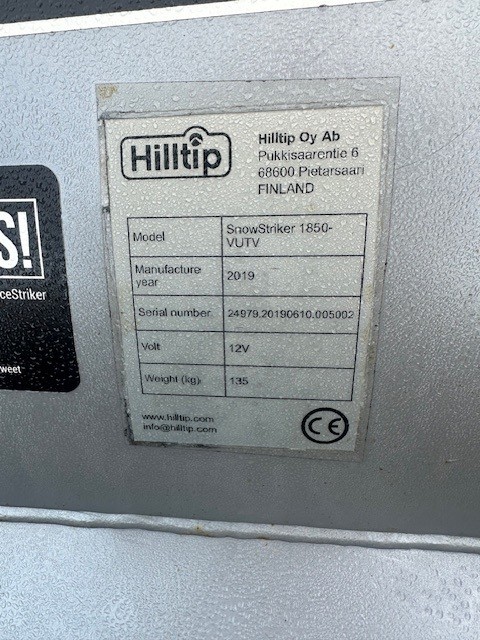 Hilltip
Hilltip Oy Ab
Pukkisaarentie 6
68600 Pietarsaari
FINLAND
Model SnowStriker 1850-
VUTV
Manufacture
year 2019
Serial number 24979.20190610.005002
Volt 12V
Weight (kg) 135
www.hilltip.com
info@hilltip.com
CE
S!
ceStriker
weet